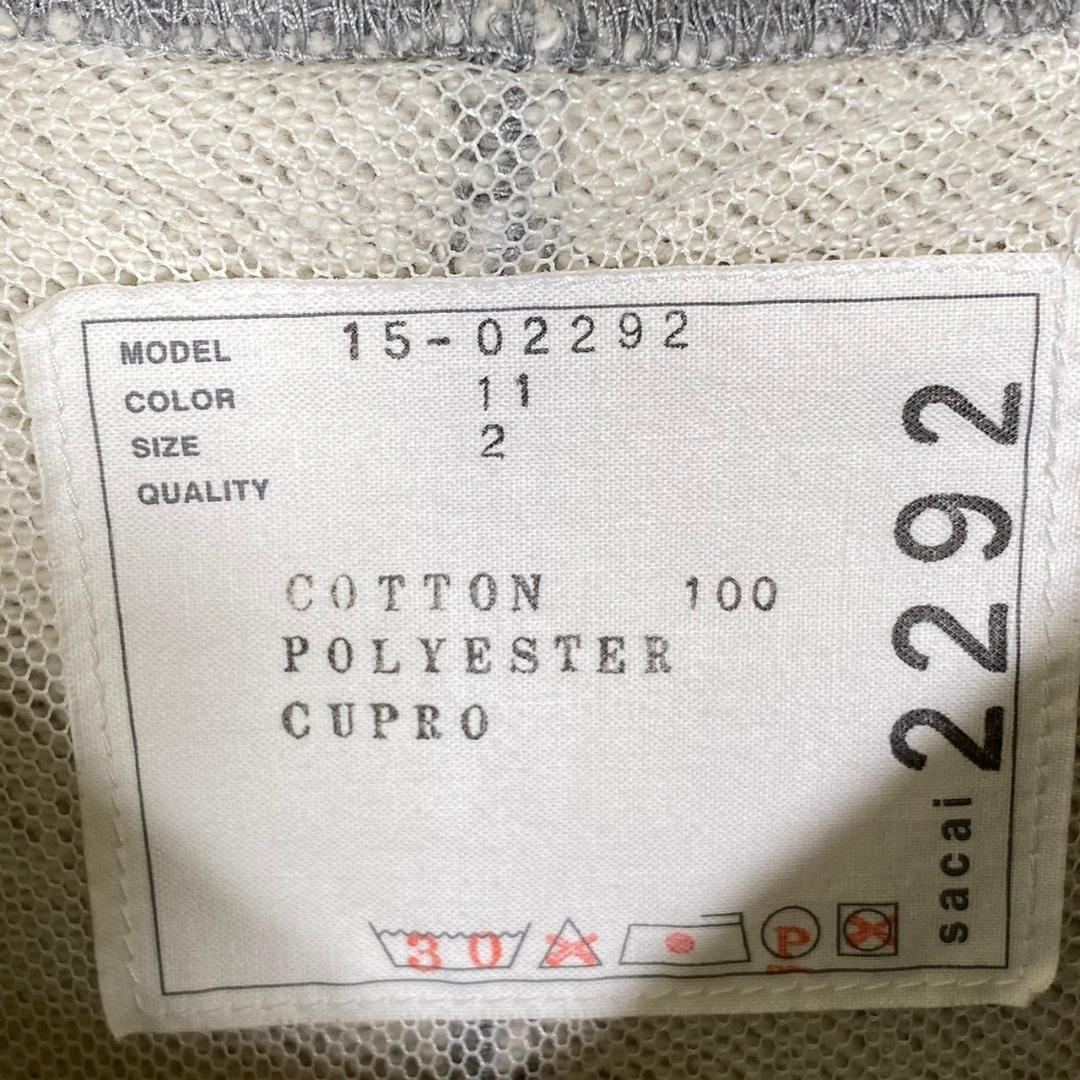 MODEL 15-02292
COLOR 11
SIZE 2
QUALITY
COTTON 100
POLYESTER
CUPRO
30
P
sacai 2292